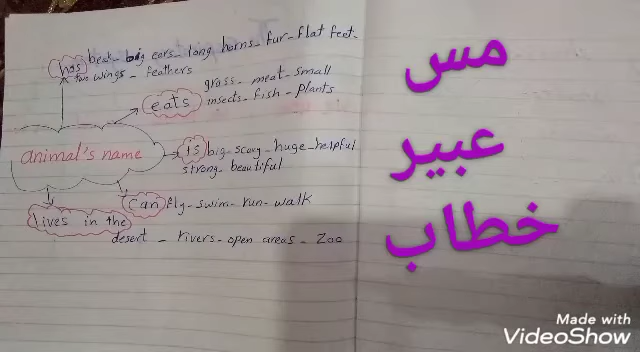 has beak - big ears - long horns - fur - flat feet -
two wings - feathers
eats grass - meat - small
insects - fish - plants
animal's name
is big - scary - huge - helpful
strong - beautiful
can fly - swim - run - walk
lives in the
desert - rivers - open areas - Zoo
مس
عبير
خطاب
Made with
VideoShow